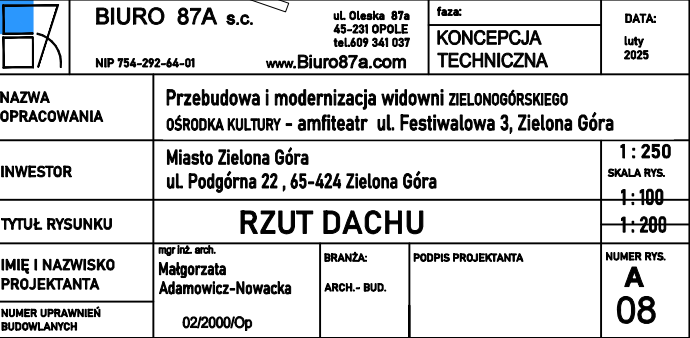 BIURO 87A s.c.
ul. Oleska 87a
45-231 OPOLE
tel.609 341 037
NIP 754-292-64-01
www.Biuro87a.com
faza:
KONCEPCJA
TECHNICZNA
DATA:
luty
2025
NAZWA
OPRACOWANIA
Przebudowa i modernizacja widowni ZIELONOGÓRSKIEGO
OŚRODKA KULTURY - amfiteatr ul. Festiwalowa 3, Zielona Góra
INWESTOR
Miasto Zielona Góra
ul. Podgórna 22 , 65-424 Zielona Góra
1 : 250
SKALA RYS.
1 : 100
1 : 200
TYTUŁ RYSUNKU
RZUT DACHU
IMIĘ I NAZWISKO
PROJEKTANTA
mgr inż. arch.
Małgorzata
Adamowicz-Nowacka
BRANŻA:
ARCH.- BUD.
PODPIS PROJEKTANTA
NUMER RYS.
A
08
NUMER UPRAWNIEŃ
BUDOWLANYCH
02/2000/Op